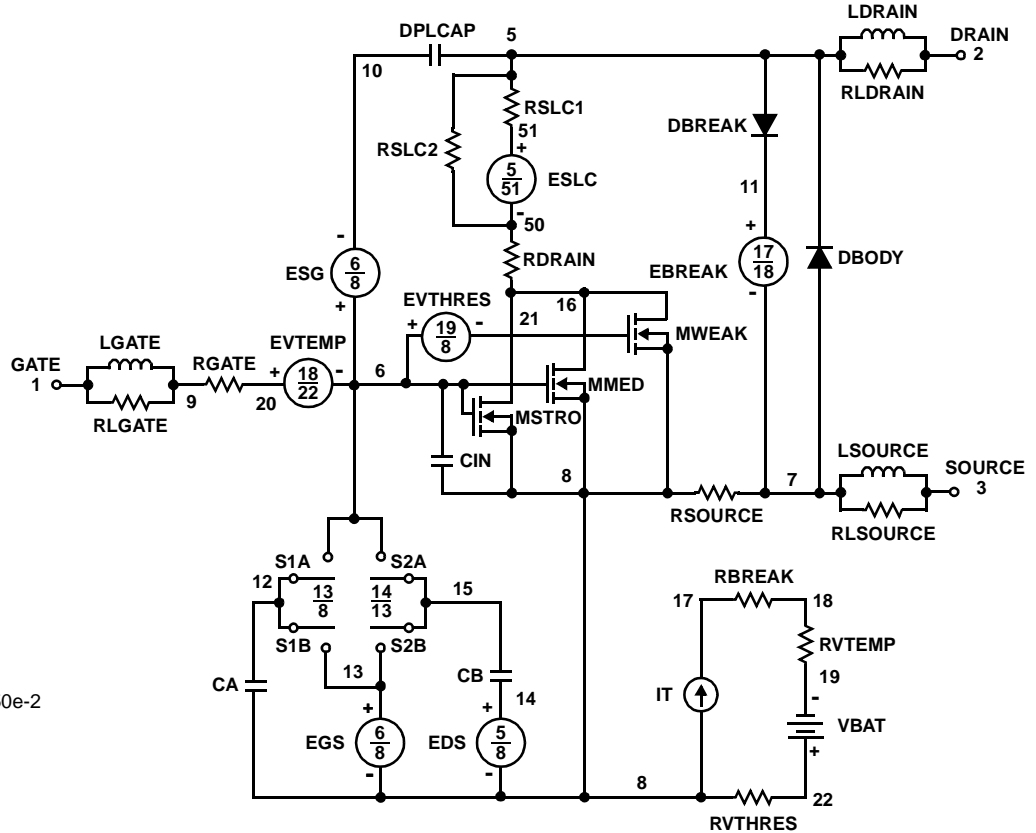 LDRAIN
DPLCAP
5
DRAIN
2
10
RLDRAIN
RSLC1
51
DBREAK
RSLC2
+
5
51
ESLC
11
-
50
-
+
RDRAIN
17
18
EBREAK
DBODY
ESG
6
8
-
+
EVTHRES
16
21
+
19
8
-
MWEAK
LGATE
EVTEMP
GATE
1
RGATE
+
18
22
-
6
MMED
9
20
MSTRO
RLGATE
LSOURCE
CIN
8
7
SOURCE
3
RSOURCE
RLSOURCE
S1A
S2A
12
13
8
14
13
15
RBREAK
17
18
S1B
S2B
RVTEMP
13
CB
19
CA
14
IT
-
0e-2
+
+
VBAT
EGS
6
8
EDS
5
8
+
-
-
8
22
RVTHRES